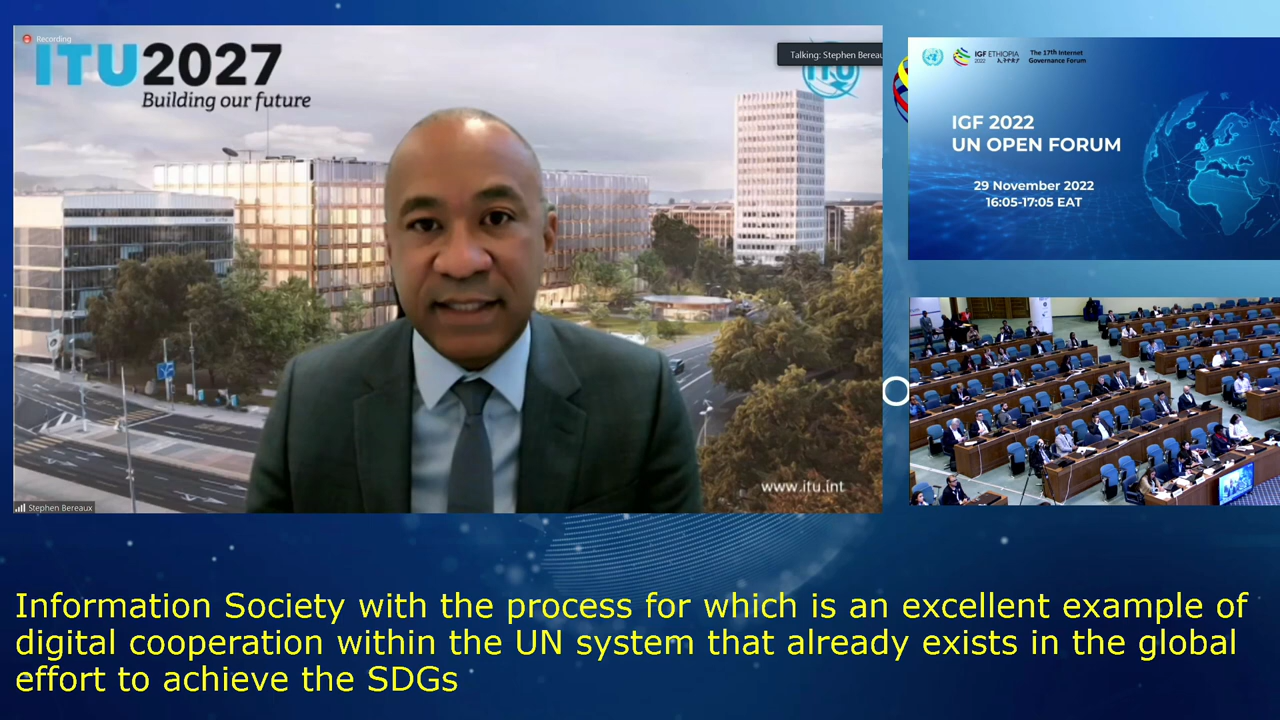 Recording
ITU2027
Building our future
Talking: Stephen Bereau
ITU
www.itu.int
Stephen Bereaux
IGF ETHIOPIA
2022 ኢትዮጵያ
The 17th Internet
Governance Forum
IGF 2022
UN OPEN FORUM
29 November 2022
16:05-17:05 EAT
Information Society with the process for which is an excellent example of
digital cooperation within the UN system that already exists in the global
effort to achieve the SDGs